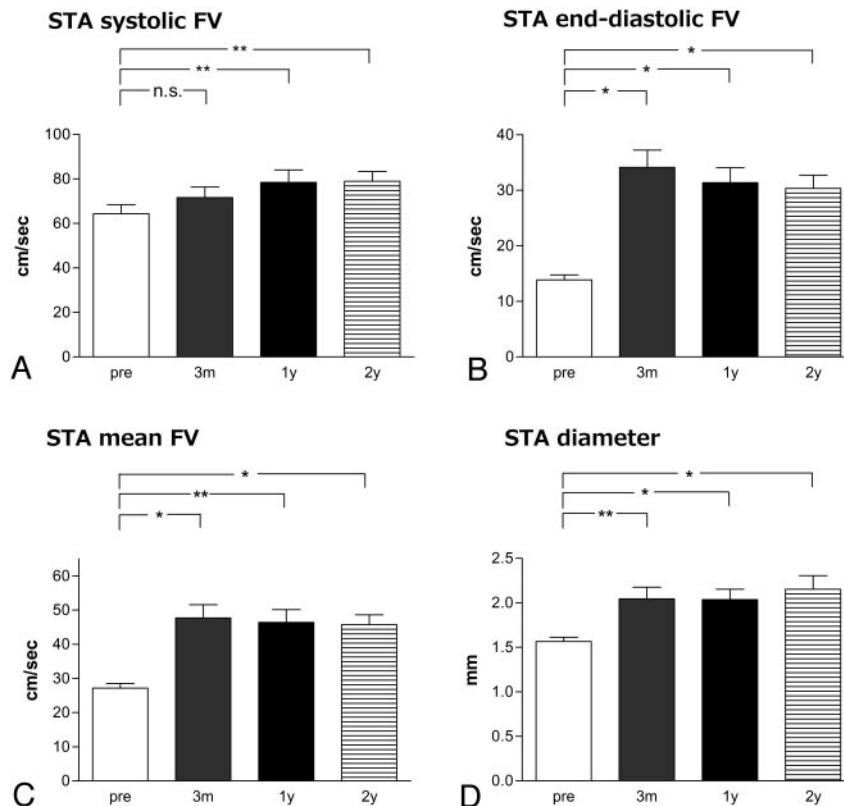 STA systolic FV
**
**
n.s.
100
80
60
40
20
0
cm/sec
pre 3m 1y 2y
A
STA end-diastolic FV
*
*
*
40
30
20
10
0
cm/sec
pre 3m 1y 2y
B
STA mean FV
*
**
*
60
50
40
30
20
10
0
cm/sec
pre 3m 1y 2y
C
STA diameter
*
*
**
2.5
2.0
1.5
1.0
0.5
0.0
mm
pre 3m 1y 2y
D